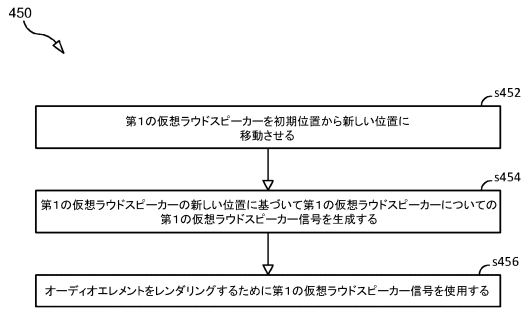 450
s452
第１の仮想ラウドスピーカーを初期位置から新しい位置に
移動させる
s454
第１の仮想ラウドスピーカーの新しい位置に基づいて第１の仮想ラウドスピーカーについての
第１の仮想ラウドスピーカー信号を生成する
s456
オーディオエレメントをレンダリングするために第１の仮想ラウドスピーカー信号を使用する